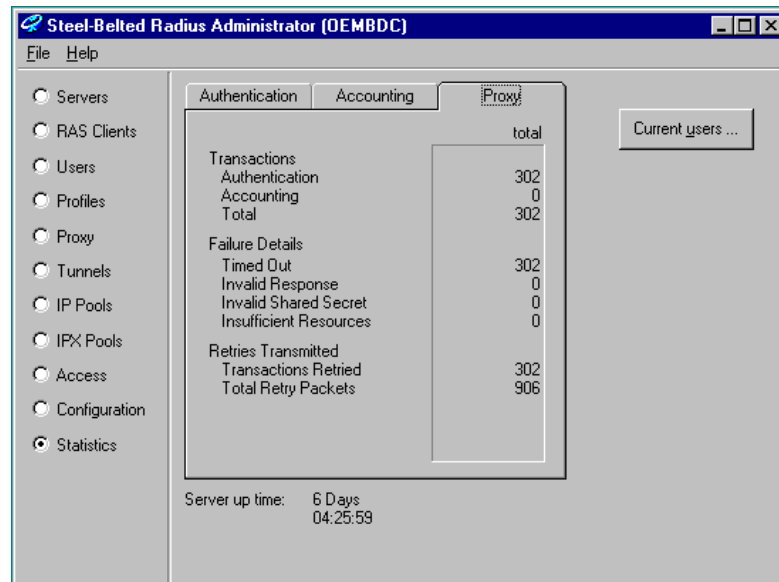 Steel-Belted Radius Administrator (OEMBDC)
File Help
Servers
RAS Clients
Users
Profiles
Proxy
Tunnels
IP Pools
IPX Pools
Access
Configuration
Statistics
Authentication Accounting Proxy
total
Transactions
Authentication 302
Accounting 0
Total 302
Failure Details
Timed Out 302
Invalid Response 0
Invalid Shared Secret 0
Insufficient Resources 0
Retries Transmitted
Transactions Retried 302
Total Retry Packets 906
Server up time: 6 Days
04:25:59
Current users ...